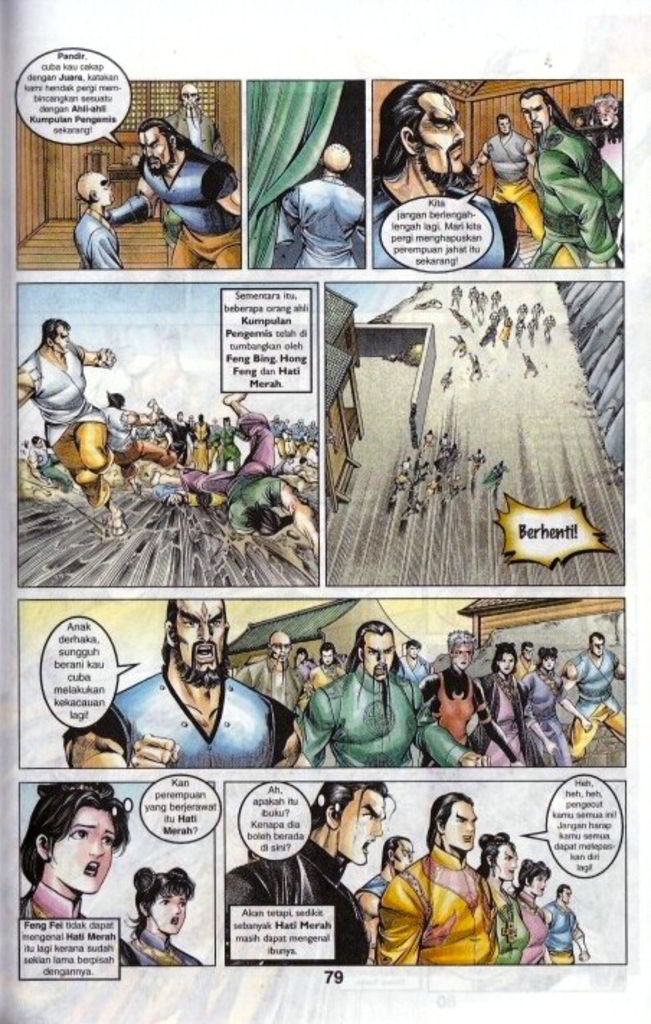 Pandir,
cuba kau cakap
dengan Juara, katakan
kami hendak pergi mem-
bincangkan sesuatu
dengan Ahli-ahli
Kumpulan Pengemis
sekarang!
Kita
jangan berlengah-
lengah lagi. Mari kita
pergi menghapuskan
perempuan jahat itu
sekarang!
Sementara itu,
beberapa orang ahli
Kumpulan
Pengemis telah di
tumbangkan oleh
Feng Bing, Hong
Feng dan Hati
Merah.
Berhenti!
Anak
derhaka,
sungguh
berani kau
melakukan
kekacauan
lagi!
Kan
perempuan
yang berjerawat
itu Hati
Merah?
Feng Fei tidak dapat
mengenal Hati Merah
itu lagi kerana sudah
sekian lama berpisah
dengannya.
Ah,
apakah itu
ibuku?
Kenapa dia
boleh berada
di sini?
Akan tetapi, sedikit
sebanyak Hati Merah
masih dapat mengenal
ibunya.
Heh,
heh, heh,
pengecut
kamu semua ini!
Jangan harap
kamu semua
dapat melepas-
kan diri
lagi!
79